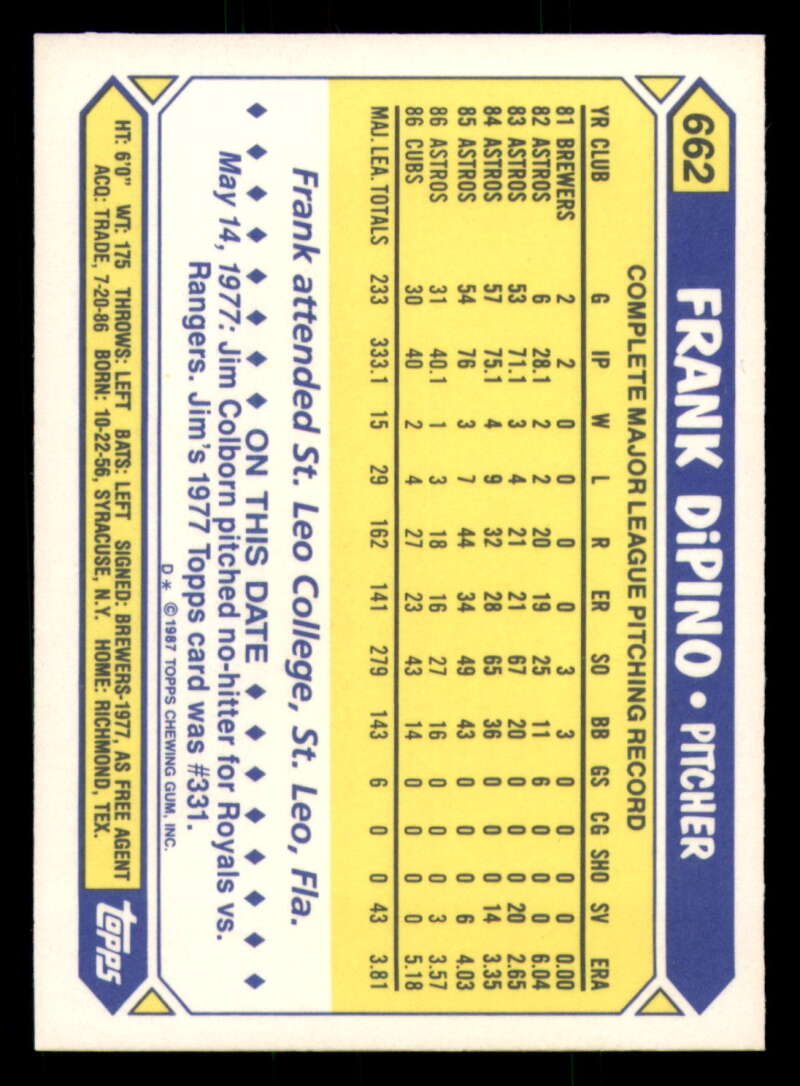 662
FRANK DiPINO • PITCHER
COMPLETE MAJOR LEAGUE PITCHING RECORD
YR CLUB G IP W L R ER SO BB GS CG SHO SV ERA
81 BREWERS 2 2 0 0 0 0 3 3 0 0 0 0 0.00
82 ASTROS 6 28.1 2 2 20 19 25 11 6 0 0 0 6.04
83 ASTROS 53 71.1 3 4 21 21 67 20 0 0 0 20 2.65
84 ASTROS 57 75.1 4 9 32 28 65 36 0 0 0 14 3.35
85 ASTROS 54 76 3 7 44 34 49 43 0 0 0 6 4.03
86 ASTROS 31 40.1 1 3 18 16 27 16 0 0 0 3 3.57
86 CUBS 30 40 2 4 27 23 43 14 0 0 0 0 5.18
MAJ. LEA. TOTALS 233 333.1 15 29 162 141 279 143 6 0 0 43 3.81
Frank attended St. Leo College, St. Leo, Fla.
◆ ◆ ◆ ◆ ◆ ◆ ◆ ◆ ON THIS DATE ◆ ◆ ◆ ◆ ◆ ◆ ◆ ◆
May 14, 1977: Jim Colborn pitched no-hitter for Royals vs.
Rangers. Jim's 1977 Topps card was #331.
D* ©1987 TOPPS CHEWING GUM, INC.
HT: 6'0" WT: 175 THROWS: LEFT BATS: LEFT SIGNED: BREWERS-1977, AS FREE AGENT
ACQ: TRADE, 7-20-86 BORN: 10-22-56, SYRACUSE, N.Y. HOME: RICHMOND, TEX.
topps